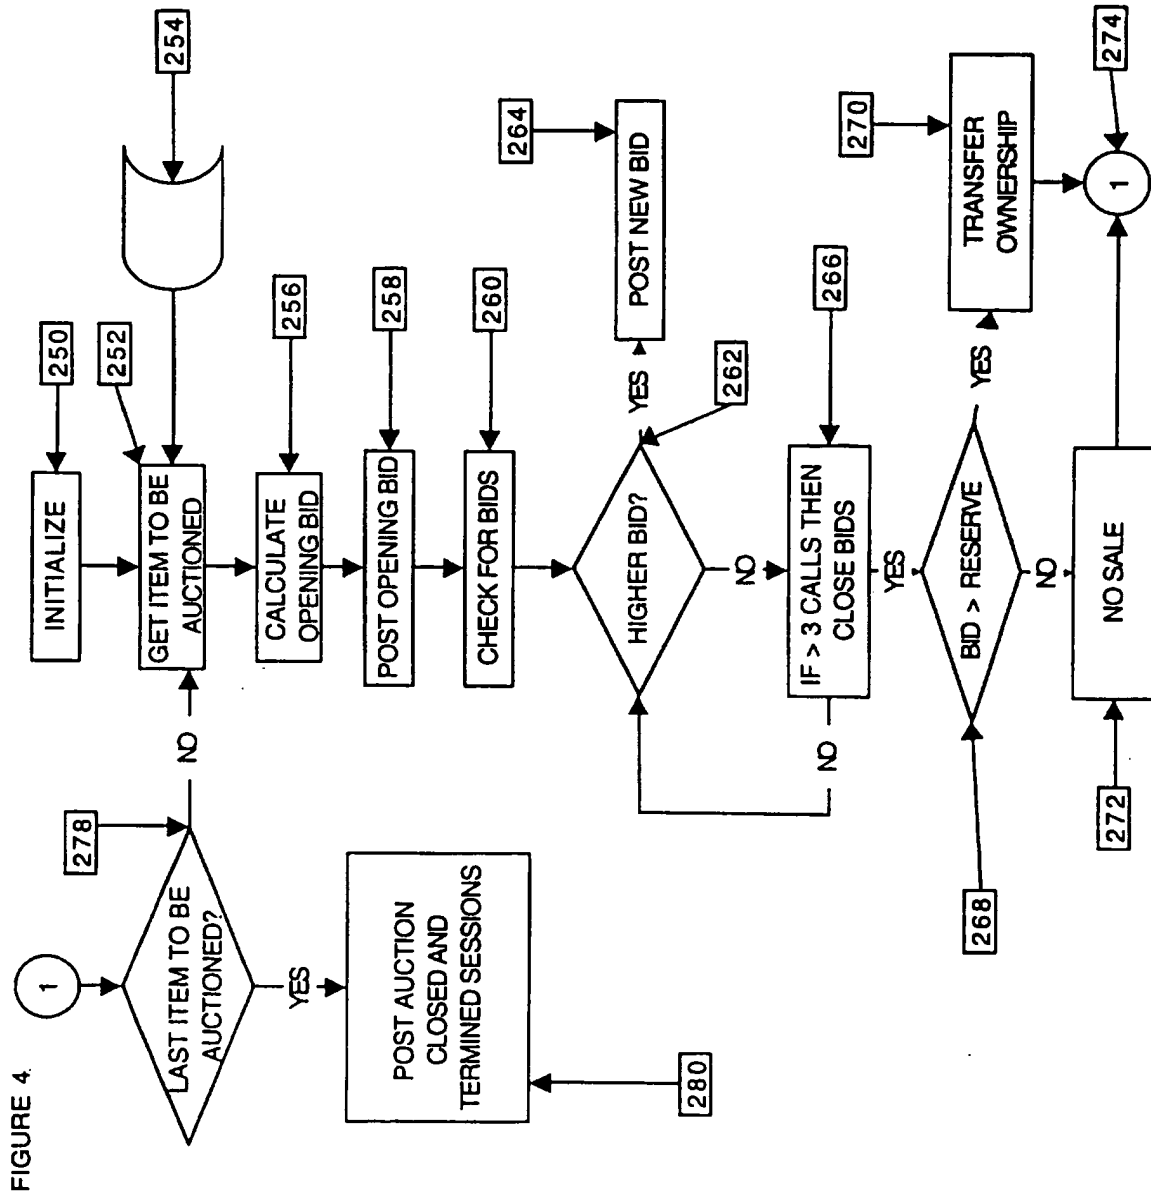 FIGURE 4.
1
LAST ITEM TO BE
AUCTIONED?
278
NO
YES
POST AUCTION
CLOSED AND
TERMINED SESSIONS
280
INITIALIZE
250
252
GET ITEM TO BE
AUCTIONED
254
CALCULATE
OPENING BID
256
POST OPENING BID
258
CHECK FOR BIDS
260
HIGHER BID?
262
YES
POST NEW BID
264
NO
IF > 3 CALLS THEN
CLOSE BIDS
266
NO
YES
BID > RESERVE
268
YES
TRANSFER
OWNERSHIP
270
NO
NO SALE
272
1
274